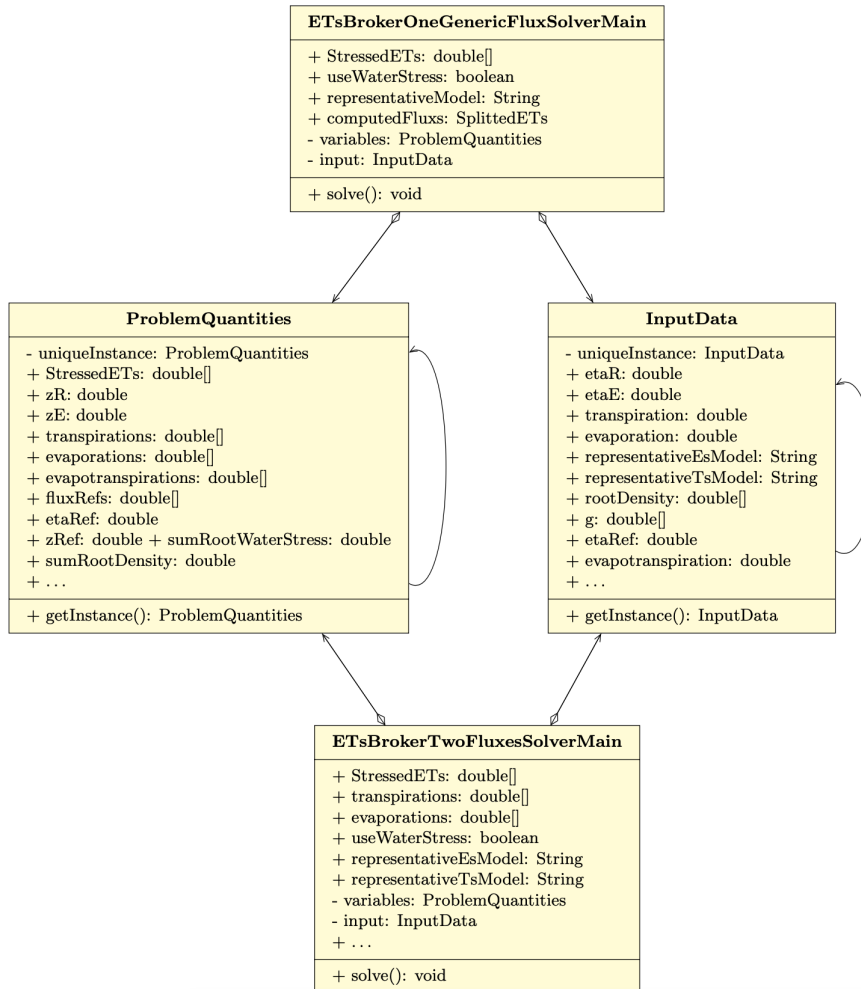 ETsBrokerOneGenericFluxSolverMain
+ StressedETs: double[]
+ useWaterStress: boolean
+ representativeModel: String
+ computedFluxs: SplittedETs
- variables: ProblemQuantities
- input: InputData
+ solve(): void
ProblemQuantities
- uniqueInstance: ProblemQuantities
+ StressedETs: double[]
+ zR: double
+ zE: double
+ transpirations: double[]
+ evaporations: double[]
+ evapotranspirations: double[]
+ fluxRefs: double[]
+ etaRef: double
+ zRef: double + sumRootWaterStress: double
+ sumRootDensity: double
+ ...
+ getInstance(): ProblemQuantities
InputData
- uniqueInstance: InputData
+ etaR: double
+ etaE: double
+ transpiration: double
+ evaporation: double
+ representativeEsModel: String
+ representativeTsModel: String
+ rootDensity: double[]
+ g: double[]
+ etaRef: double
+ evapotranspiration: double
+ ...
+ getInstance(): InputData
ETsBrokerTwoFluxesSolverMain
+ StressedETs: double[]
+ transpirations: double[]
+ evaporations: double[]
+ useWaterStress: boolean
+ representativeEsModel: String
+ representativeTsModel: String
- variables: ProblemQuantities
- input: InputData
+ ...
+ solve(): void